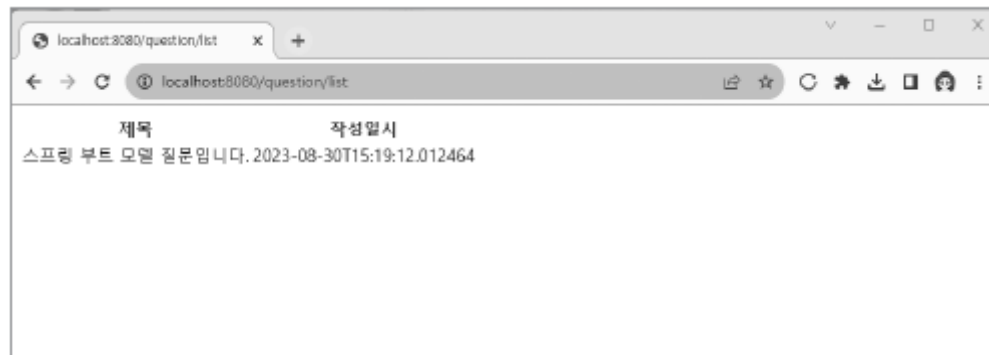 localhost:8080/question/list
localhost:8080/question/list
제목 작성일시
스프링 부트 모델 질문입니다. 2023-08-30T15:19:12.012464